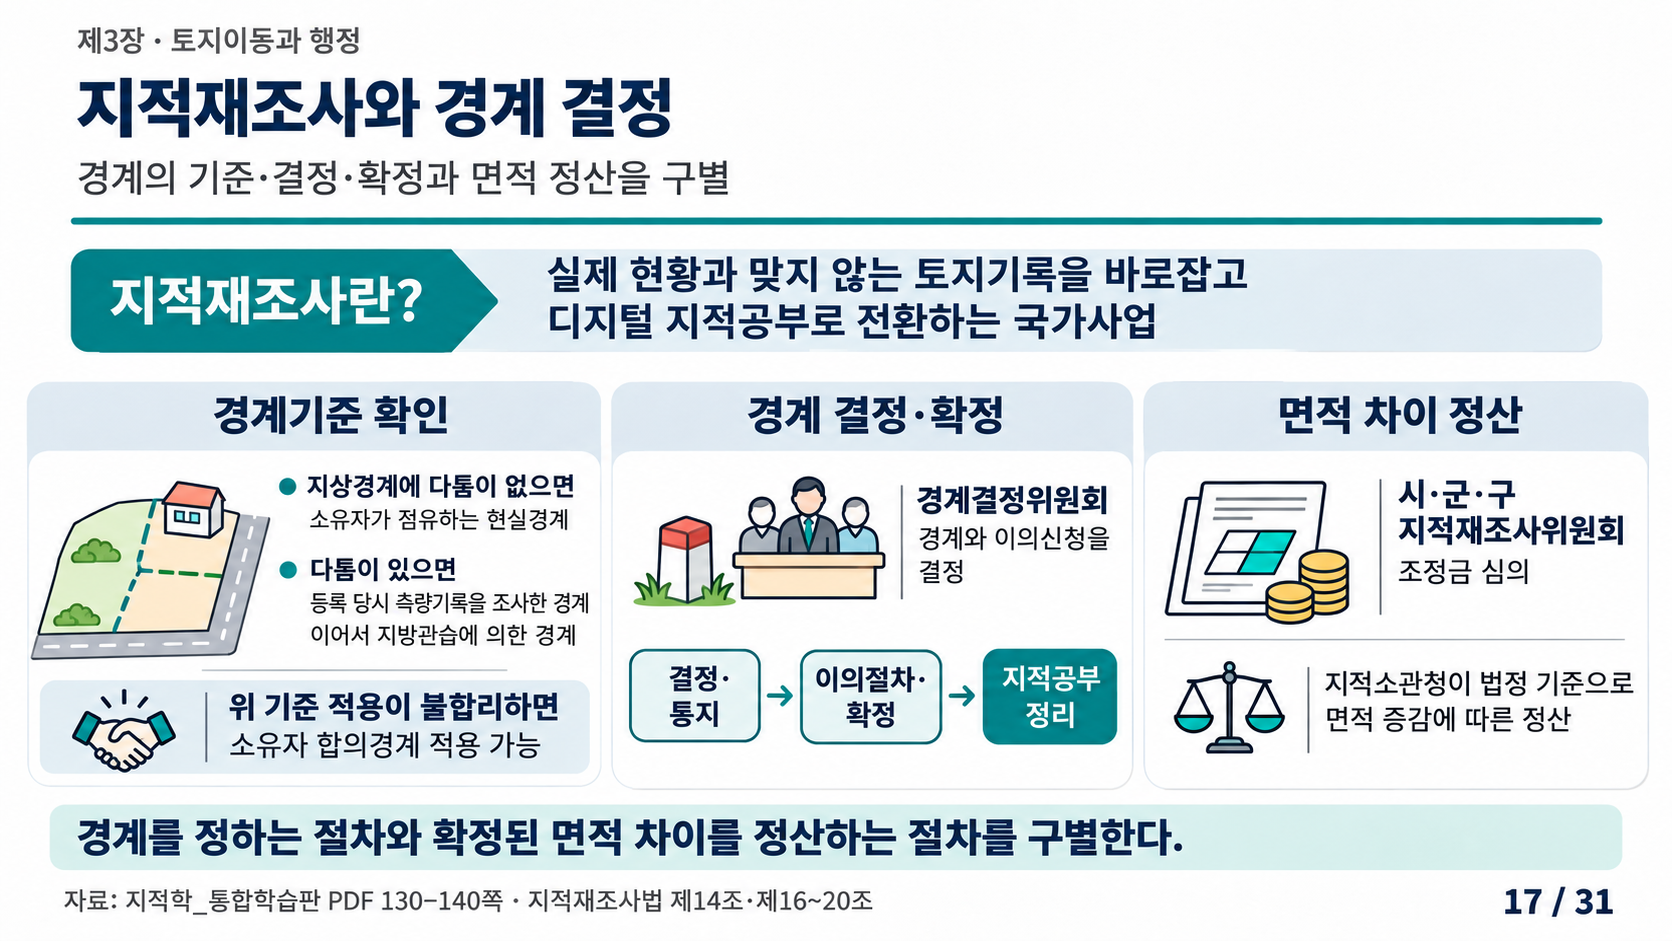 제3장 · 토지이동과 행정
지적재조사와 경계 결정
경계의 기준·결정·확정과 면적 정산을 구별
지적재조사란?
실제 현황과 맞지 않는 토지기록을 바로잡고
디지털 지적공부로 전환하는 국가사업
경계기준 확인
지상경계에 다툼이 없으면
소유자가 점유하는 현실경계
다툼이 있으면
등록 당시 측량기록을 조사한 경계
이어서 지방관습에 의한 경계
위 기준 적용이 불합리하면
소유자 합의경계 적용 가능
경계 결정·확정
경계결정위원회
경계와 이의신청을
결정
결정·
통지
이의절차·
확정
지적공부
정리
면적 차이 정산
시·군·구
지적재조사위원회
조정금 심의
지적소관청이 법정 기준으로
면적 증감에 따른 정산
경계를 정하는 절차와 확정된 면적 차이를 정산하는 절차를 구별한다.
자료: 지적학_통합학습판 PDF 130–140쪽 · 지적재조사법 제14조·제16~20조
17 / 31